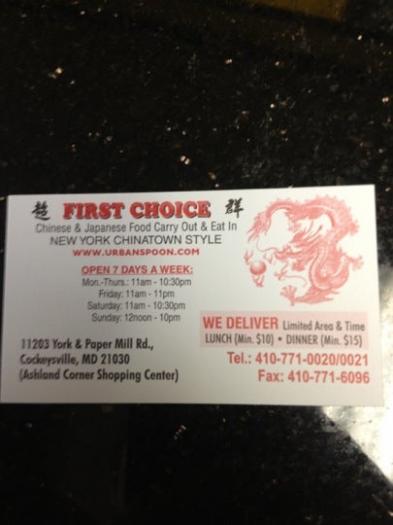 超 FIRST CHOICE 群
Chinese & Japanese Food Carry Out & Eat In
NEW YORK CHINATOWN STYLE
WWW.URBANSPOON.COM
OPEN 7 DAYS A WEEK:
Mon.-Thurs.: 11am - 10:30pm
Friday: 11am - 11pm
Saturday: 11am - 10:30pm
Sunday: 12noon - 10pm
WE DELIVER Limited Area & Time
LUNCH (Min. $10) • DINNER (Min. $15)
11203 York & Paper Mill Rd.,
Cockeysville, MD 21030
(Ashland Corner Shopping Center)
Tel.: 410-771-0020/0021
Fax: 410-771-6096